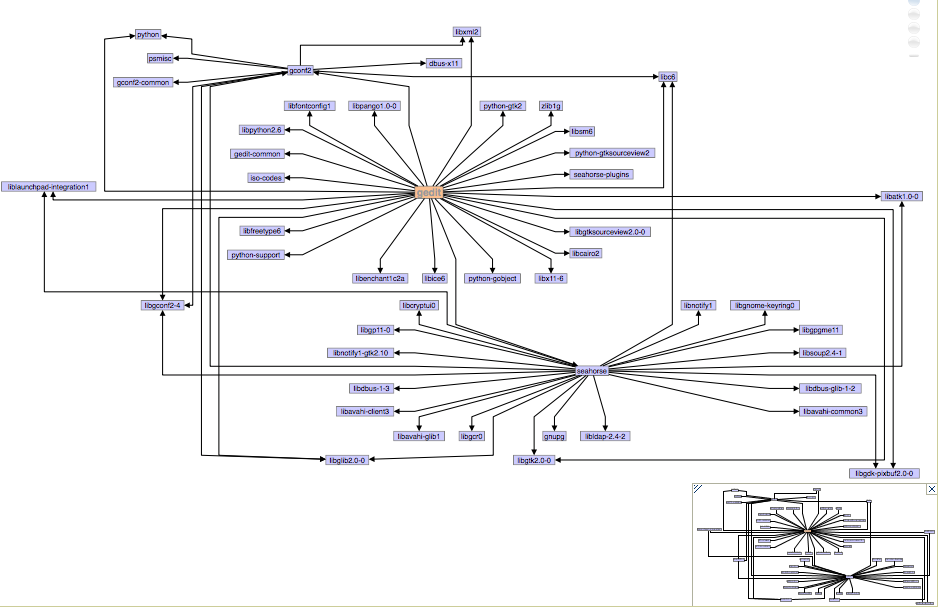 python
libxml2
psmisc
dbus-x11
gconf2
libc6
gconf2-common
libfontconfig1
libpango1.0-0
python-gtk2
zlib1g
libpython2.6
libsm6
gedit-common
python-gtksourceview2
iso-codes
seahorse-plugins
liblaunchpad-integration1
gedit
libatk1.0-0
libfreetype6
libgtksourceview2.0-0
python-support
libcairo2
libenchant1c2a
libice6
python-gobject
libx11-6
libgconf2-4
libcryptui0
libnotify1
libgnome-keyring0
libgp11-0
libgpgme11
libnotify1-gtk2.10
libsoup2.4-1
seahorse
libdbus-1-3
libdbus-glib-1-2
libavahi-client3
libavahi-common3
libavahi-glib1
libgcr0
gnupg
libldap-2.4-2
libglib2.0-0
libgtk2.0-0
libgdk-pixbuf2.0-0